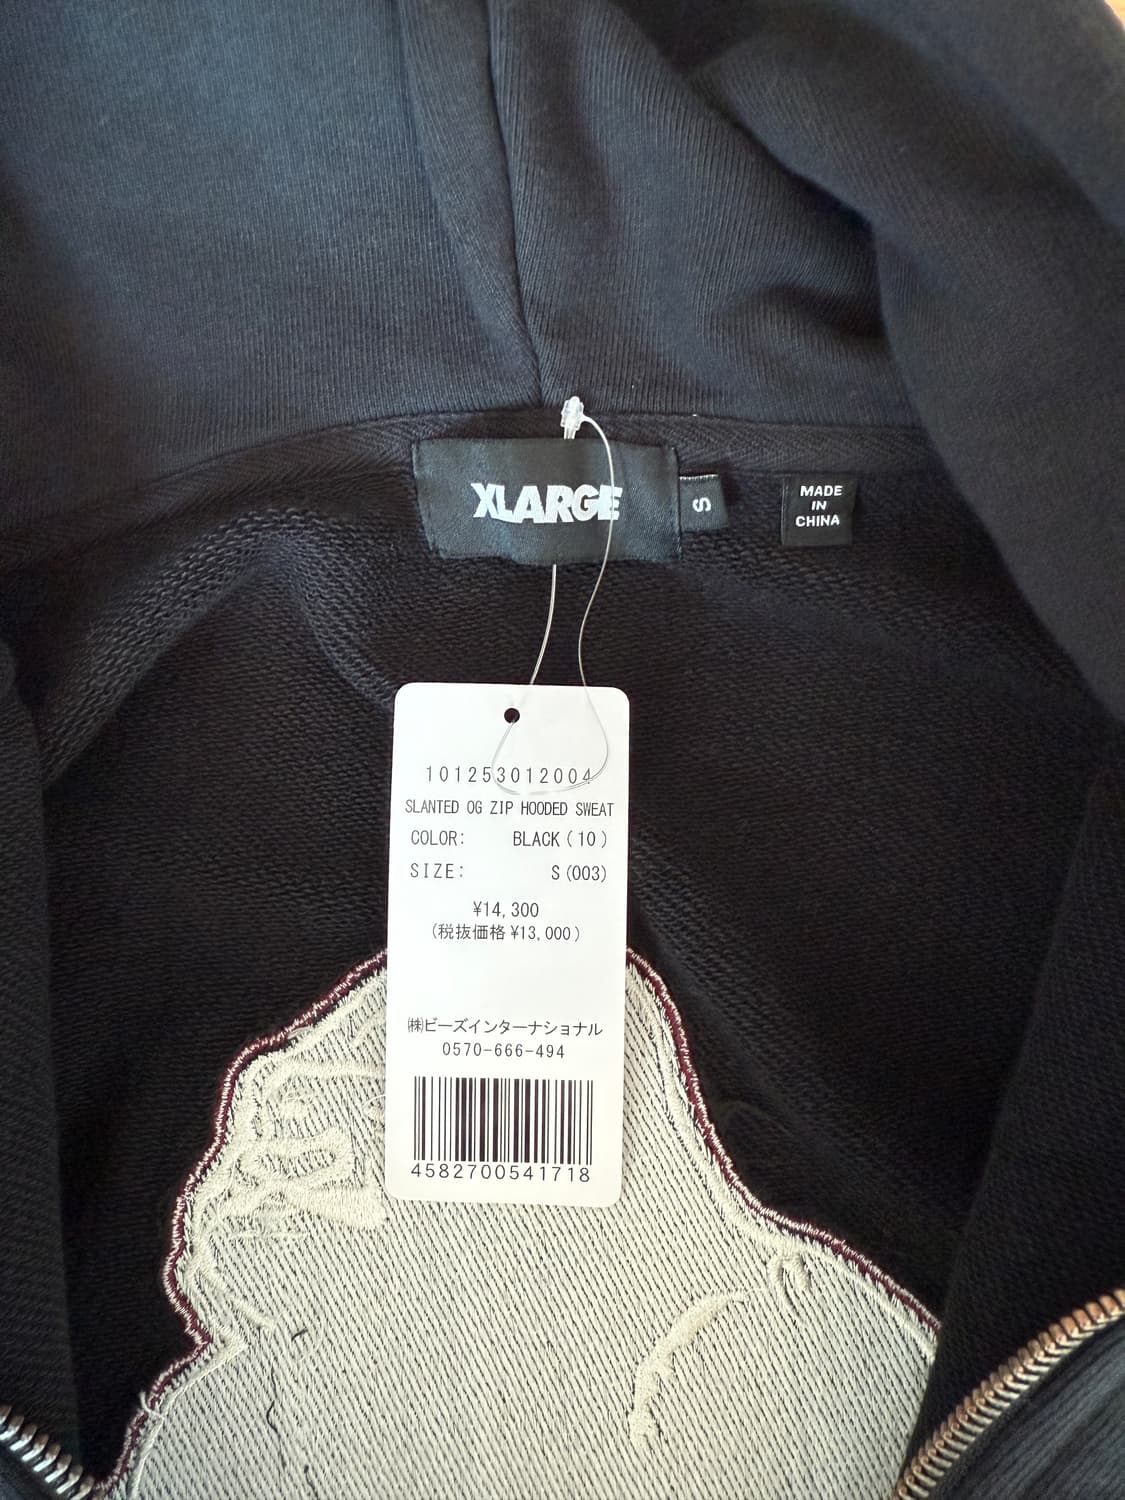 XLARGE
S
MADE
IN
CHINA
101253012004
SLANTED OG ZIP HOODED SWEAT
COLOR: BLACK(10)
SIZE: S(003)
¥14,300
(税抜価格¥13,000)
㈱ビーズインターナショナル
0570-666-494
4582700541718